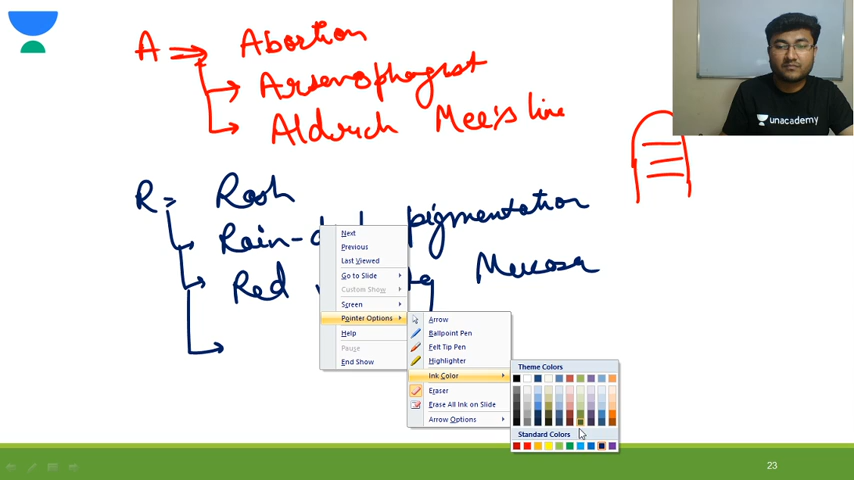 A ⇒ Abortion
Arsenophagist
Aldrich Mee's line
unacademy
R = Rash
Rain-d pigmentation
Red Mucosa
Next
Previous
Last Viewed
Go to Slide
Custom Show
Screen
Pointer Options
Help
Pause
End Show
Arrow
Ballpoint Pen
Felt Tip Pen
Highlighter
Ink Color
Eraser
Erase All Ink on Slide
Arrow Options
Theme Colors
Standard Colors
23